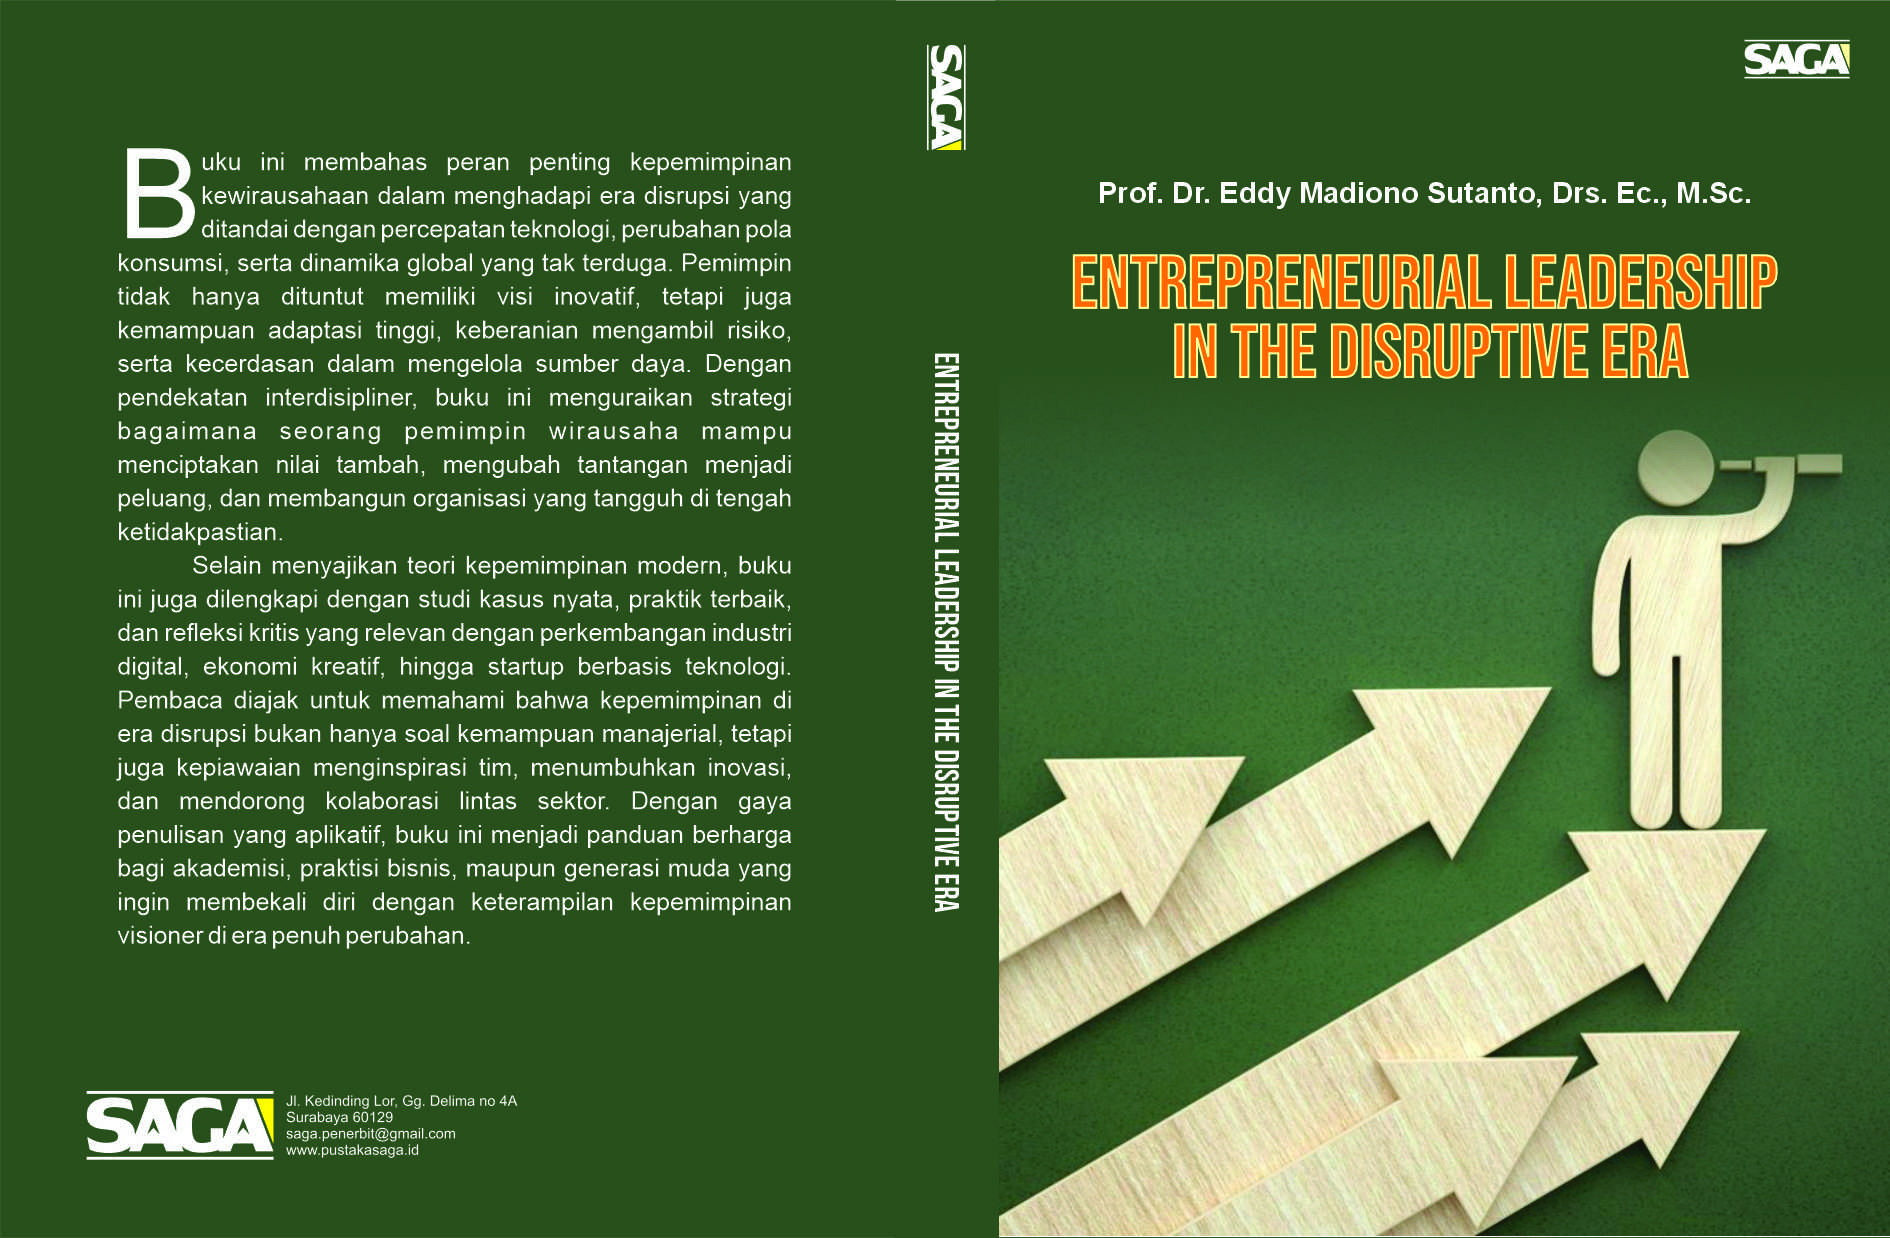 Buku ini membahas peran penting kepemimpinan
kewirausahaan dalam menghadapi era disrupsi yang
ditandai dengan percepatan teknologi, perubahan pola
konsumsi, serta dinamika global yang tak terduga. Pemimpin
tidak hanya dituntut memiliki visi inovatif, tetapi juga
kemampuan adaptasi tinggi, keberanian mengambil risiko,
serta kecerdasan dalam mengelola sumber daya. Dengan
pendekatan interdisipliner, buku ini menguraikan strategi
bagaimana seorang pemimpin wirausaha mampu
menciptakan nilai tambah, mengubah tantangan menjadi
peluang, dan membangun organisasi yang tangguh di tengah
ketidakpastian.
Selain menyajikan teori kepemimpinan modern, buku
ini juga dilengkapi dengan studi kasus nyata, praktik terbaik,
dan refleksi kritis yang relevan dengan perkembangan industri
digital, ekonomi kreatif, hingga startup berbasis teknologi.
Pembaca diajak untuk memahami bahwa kepemimpinan di
era disrupsi bukan hanya soal kemampuan manajerial, tetapi
juga kepiawaian menginspirasi tim, menumbuhkan inovasi,
dan mendorong kolaborasi lintas sektor. Dengan gaya
penulisan yang aplikatif, buku ini menjadi panduan berharga
bagi akademisi, praktisi bisnis, maupun generasi muda yang
ingin membekali diri dengan keterampilan kepemimpinan
visioner di era penuh perubahan.
SAGA
Jl. Kedinding Lor, Gg. Delima no 4A
Surabaya 60129
saga.penerbit@gmail.com
www.pustakasaga.id
SAGA
ENTREPRENEURIAL LEADERSHIP IN THE DISRUPTIVE ERA
SAGA
Prof. Dr. Eddy Madiono Sutanto, Drs. Ec., M.Sc.
ENTREPRENEURIAL LEADERSHIP
IN THE DISRUPTIVE ERA